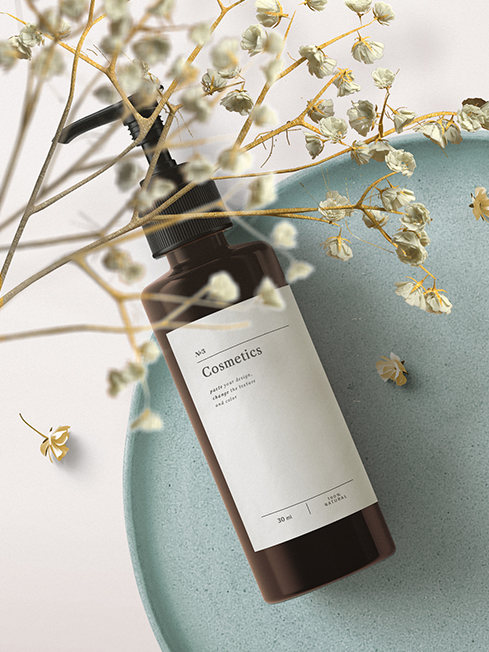 №5
Cosmetics
paste your design,
change the texture
and color
30 ml
100%
NATURAL